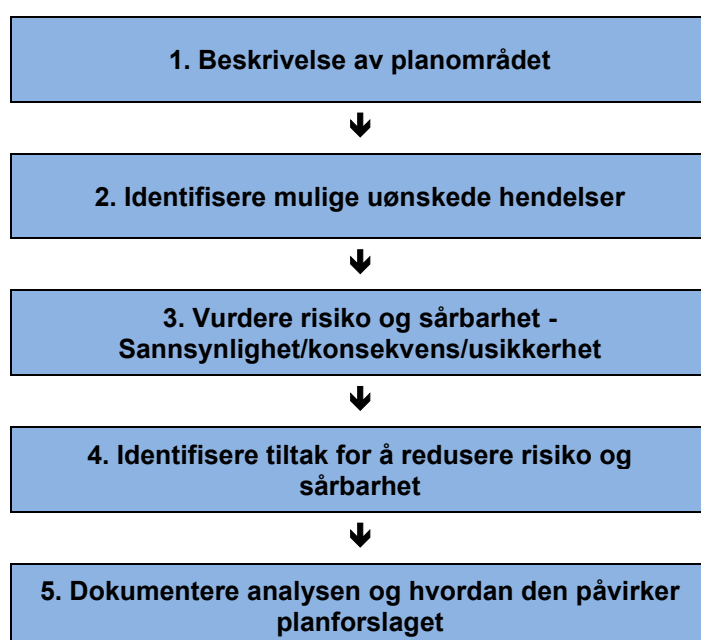 1. Beskrivelse av planområdet
2. Identifisere mulige uønskede hendelser
3. Vurdere risiko og sårbarhet -
Sannsynlighet/konsekvens/usikkerhet
4. Identifisere tiltak for å redusere risiko og
sårbarhet
5. Dokumentere analysen og hvordan den påvirker
planforslaget